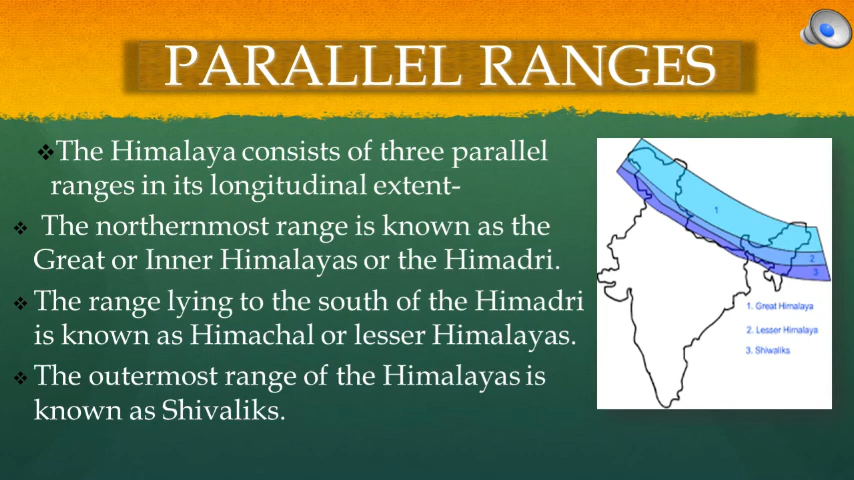 PARALLEL RANGES
❖The Himalaya consists of three parallel
ranges in its longitudinal extent-
❖ The northernmost range is known as the
Great or Inner Himalayas or the Himadri.
❖ The range lying to the south of the Himadri
is known as Himachal or lesser Himalayas.
❖ The outermost range of the Himalayas is
known as Shivaliks.
1
2
3
1. Great Himalaya
2. Lesser Himalaya
3. Shiwaliks